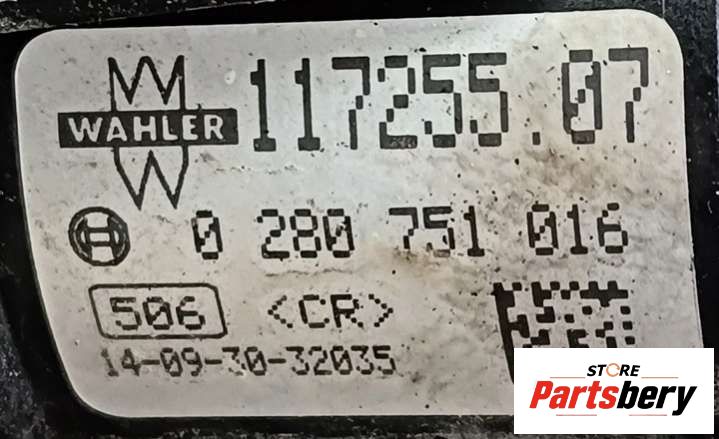 WAHLER 117255.07
0 280 751 016
506 <CR>
14-09-30-32035
STORE
Partsbery